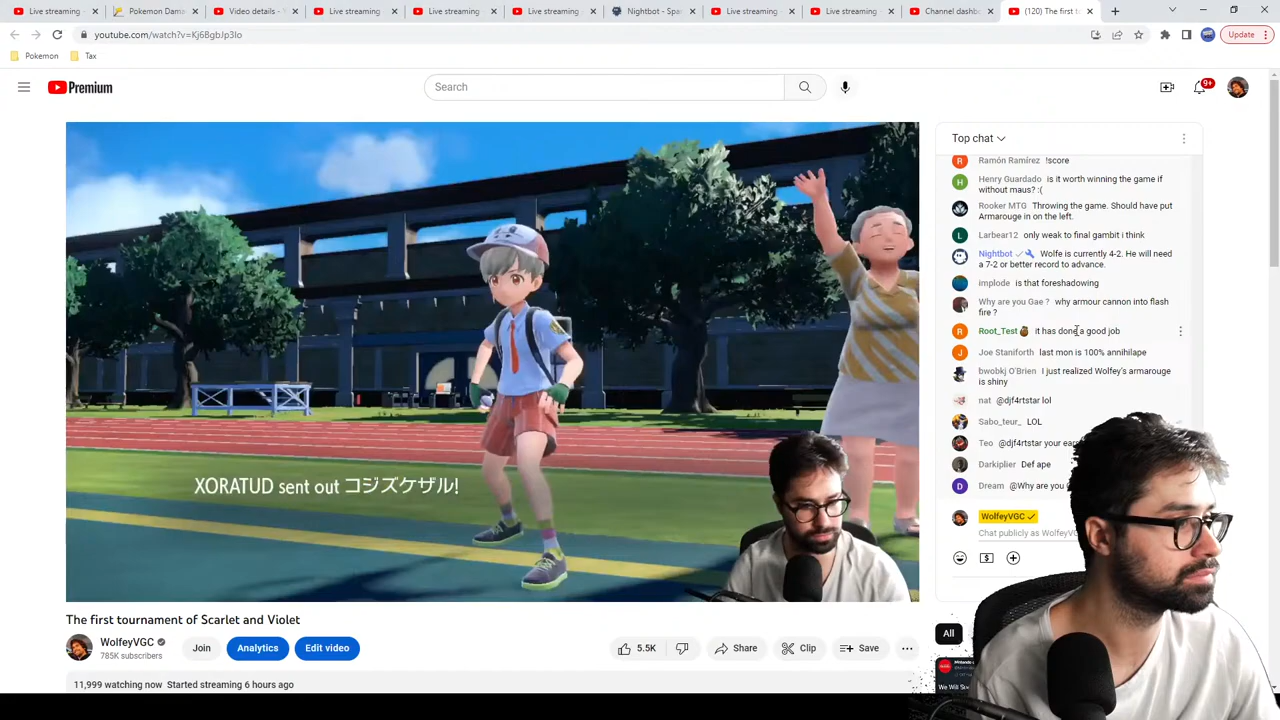 Live streaming
Pokemon Dama
Video details - Y
Live streaming
Live streaming
Live streaming
Nightbot - Spa
Live streaming
Live streaming
Channel dashb
(120) The first t
youtube.com/watch?v=Kj6BgbJp3Io
Update
Pokemon
Tax
Premium
Search
9+
Top chat
Ramón Ramírez !score
Henry Guardado is it worth winning the game if
without maus? :(
Rooker MTG Throwing the game. Should have put
Armarouge in on the left.
Larbear12 only weak to final gambit i think
Nightbot Wolfe is currently 4-2. He will need
a 7-2 or better record to advance.
implode is that foreshadowing
Why are you Gae ? why armour cannon into flash
fire ?
Root_Test it has done a good job
Joe Staniforth last mon is 100% annihilape
bwobkj O'Brien I just realized Wolfey's armarouge
is shiny
nat @djf4rtstar lol
Sabo_teur_ LOL
Teo @djf4rtstar your ear
Darkiplier Def ape
Dream @Why are you
WolfeyVGC
Chat publicly as WolfeyVG
XORATUD sent out コジズケザル!
The first tournament of Scarlet and Violet
WolfeyVGC
785K subscribers
Join
Analytics
Edit video
5.5K
Share
Clip
Save
All
11,999 watching now Started streaming 6 hours ago
We Will Six